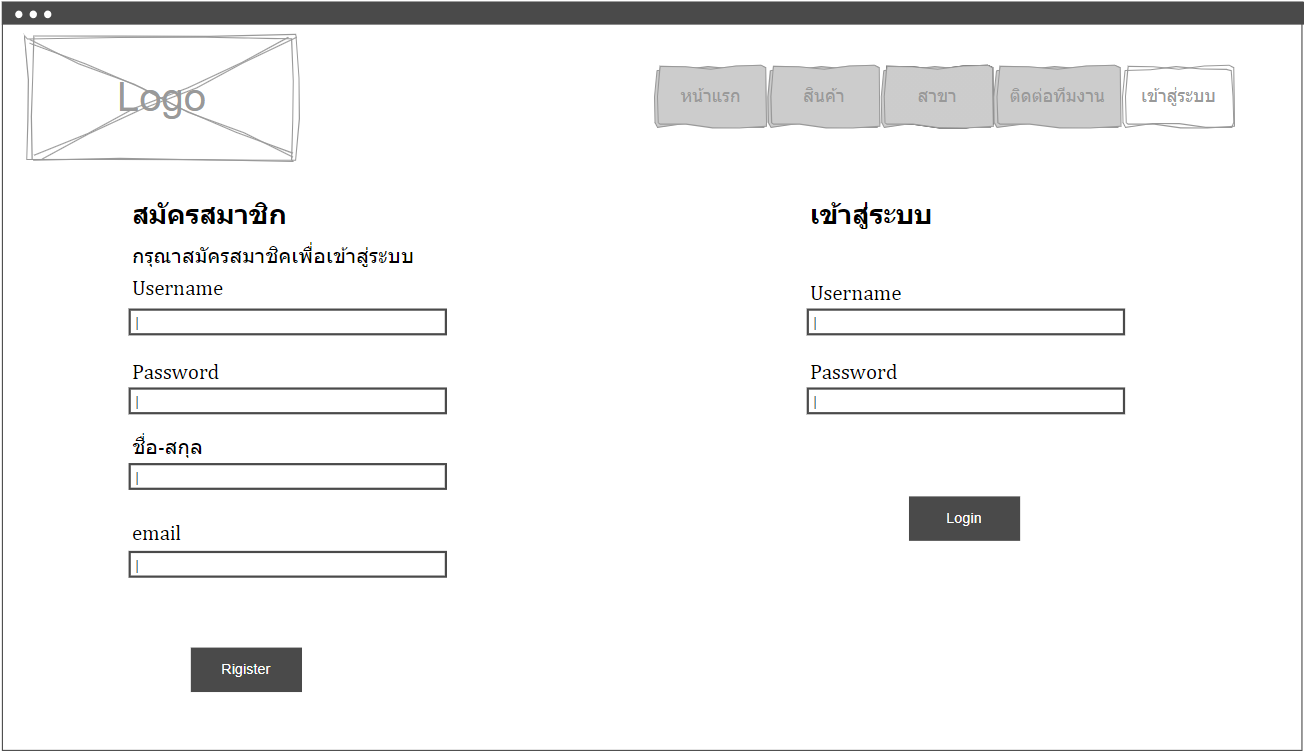 Logo
หน้าแรก
สินค้า
สาขา
ติดต่อทีมงาน
เข้าสู่ระบบ
สมัครสมาชิก
กรุณาสมัครสมาชิคเพื่อเข้าสู่ระบบ
Username
Password
ชื่อ-สกุล
email
Rigister
เข้าสู่ระบบ
Username
Password
Login